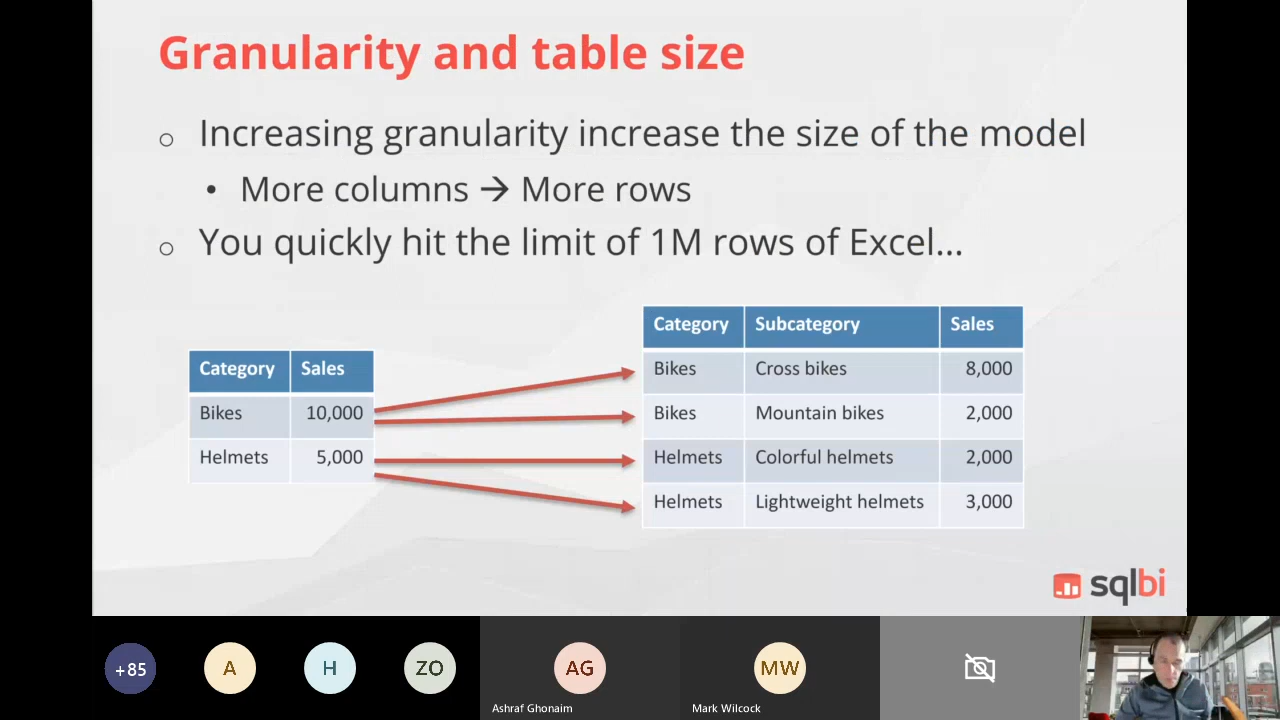 Granularity and table size
○ Increasing granularity increase the size of the model
• More columns → More rows
○ You quickly hit the limit of 1M rows of Excel...
Category Sales
Bikes 10,000
Helmets 5,000
Category Subcategory Sales
Bikes Cross bikes 8,000
Bikes Mountain bikes 2,000
Helmets Colorful helmets 2,000
Helmets Lightweight helmets 3,000
sqlbi
+85 A H ZO AG MW
Ashraf Ghonaim Mark Wilcock